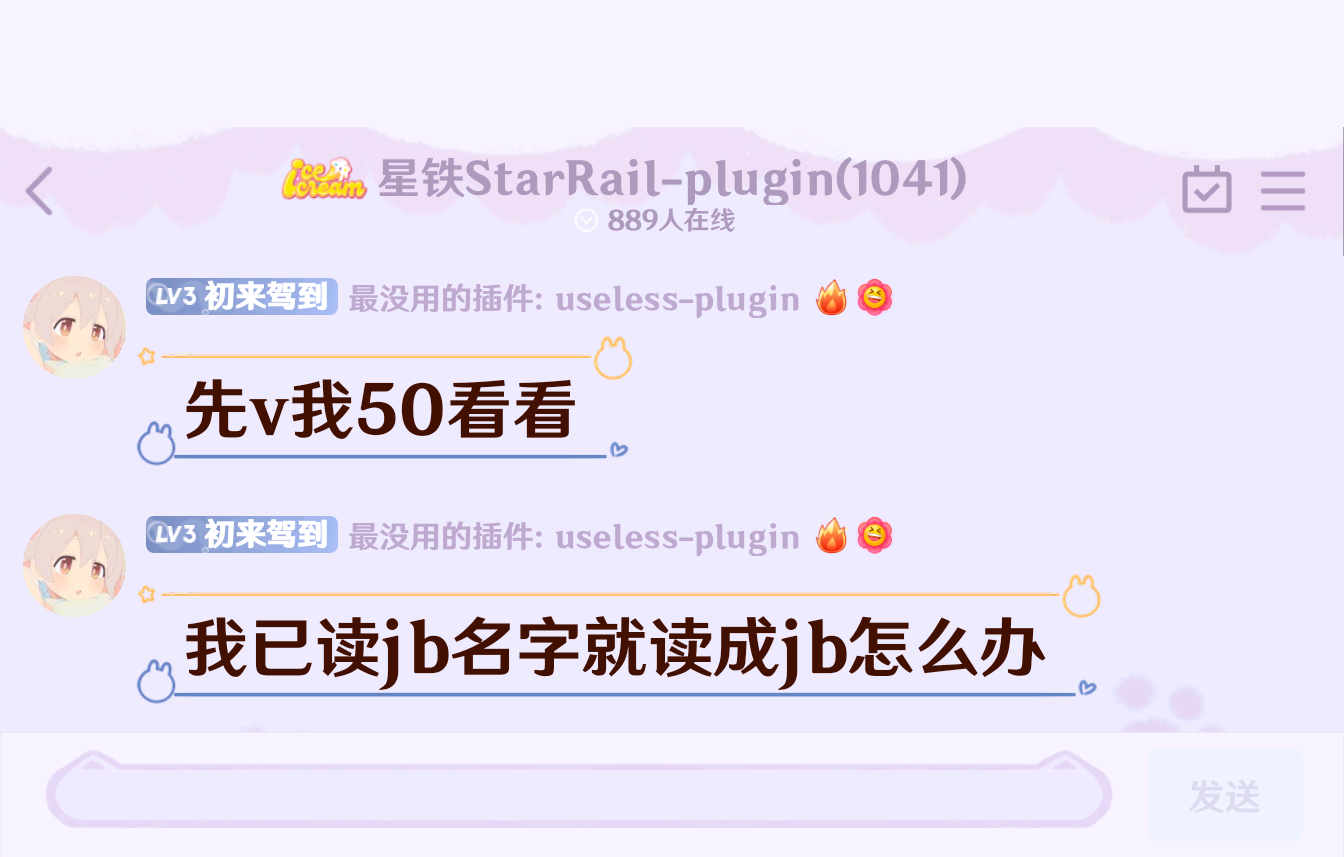 ice cream 星铁StarRail-plugin(1041)
889人在线
LV3 初来驾到 最没用的插件: useless-plugin
先v我50看看
LV3 初来驾到 最没用的插件: useless-plugin
我已读jb名字就读成jb怎么办
发送